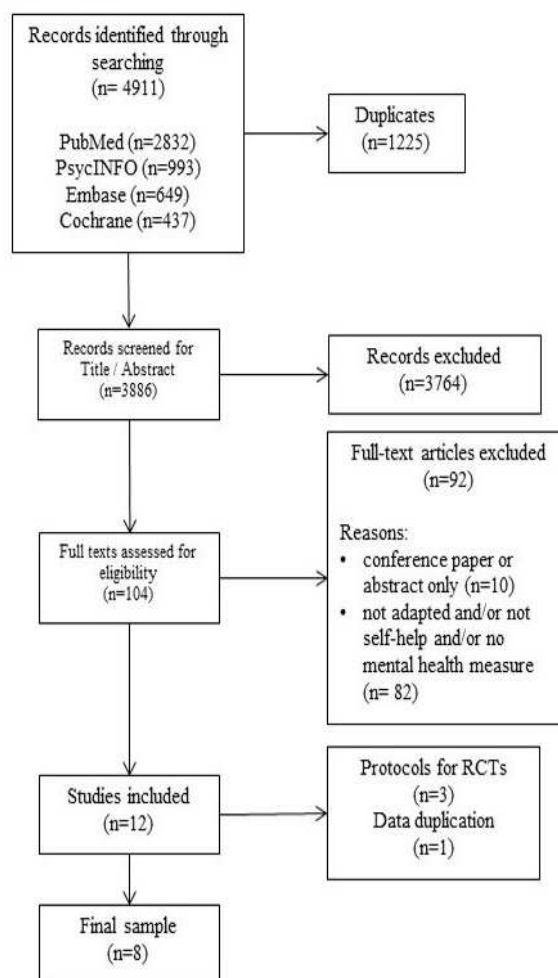 Records identified through
searching
(n= 4911)
PubMed (n=2832)
PsycINFO (n=993)
Embase (n=649)
Cochrane (n=437)
Duplicates
(n=1225)
Records screened for
Title / Abstract
(n=3886)
Records excluded
(n=3764)
Full-text articles excluded
(n=92)
Reasons:
• conference paper or
abstract only (n=10)
• not adapted and/or not
self-help and/or no
mental health measure
(n= 82)
Full texts assessed for
eligibility
(n=104)
Studies included
(n=12)
Protocols for RCTs
(n=3)
Data duplication
(n=1)
Final sample
(n=8)